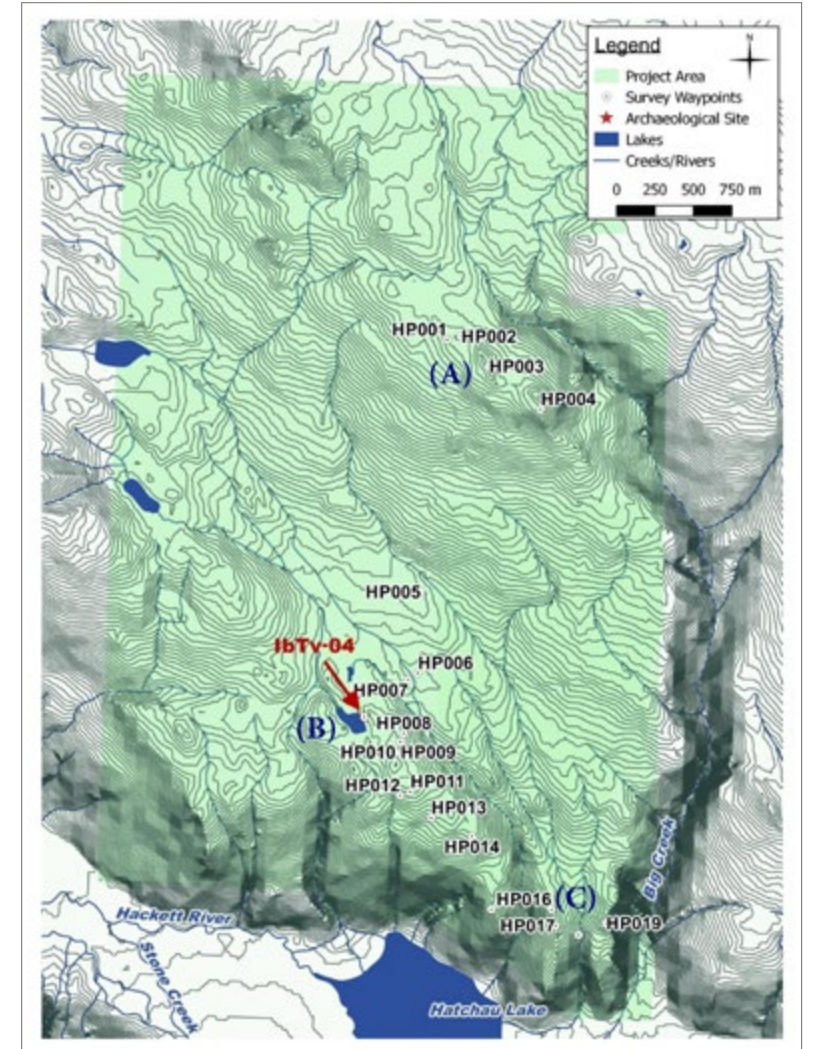 Legend
N
Project Area
Survey Waypoints
Archaeological Site
Lakes
Creeks/Rivers
0 250 500 750 m
HP001
HP002
HP003
(A)
HP004
HP005
IbTv-04
HP006
HP007
(B)
HP008
HP010
HP009
HP012
HP011
HP013
HP014
HP016
(C)
HP017
HP019
Big Creek
Hackett River
Stone Creek
Hatchau Lake